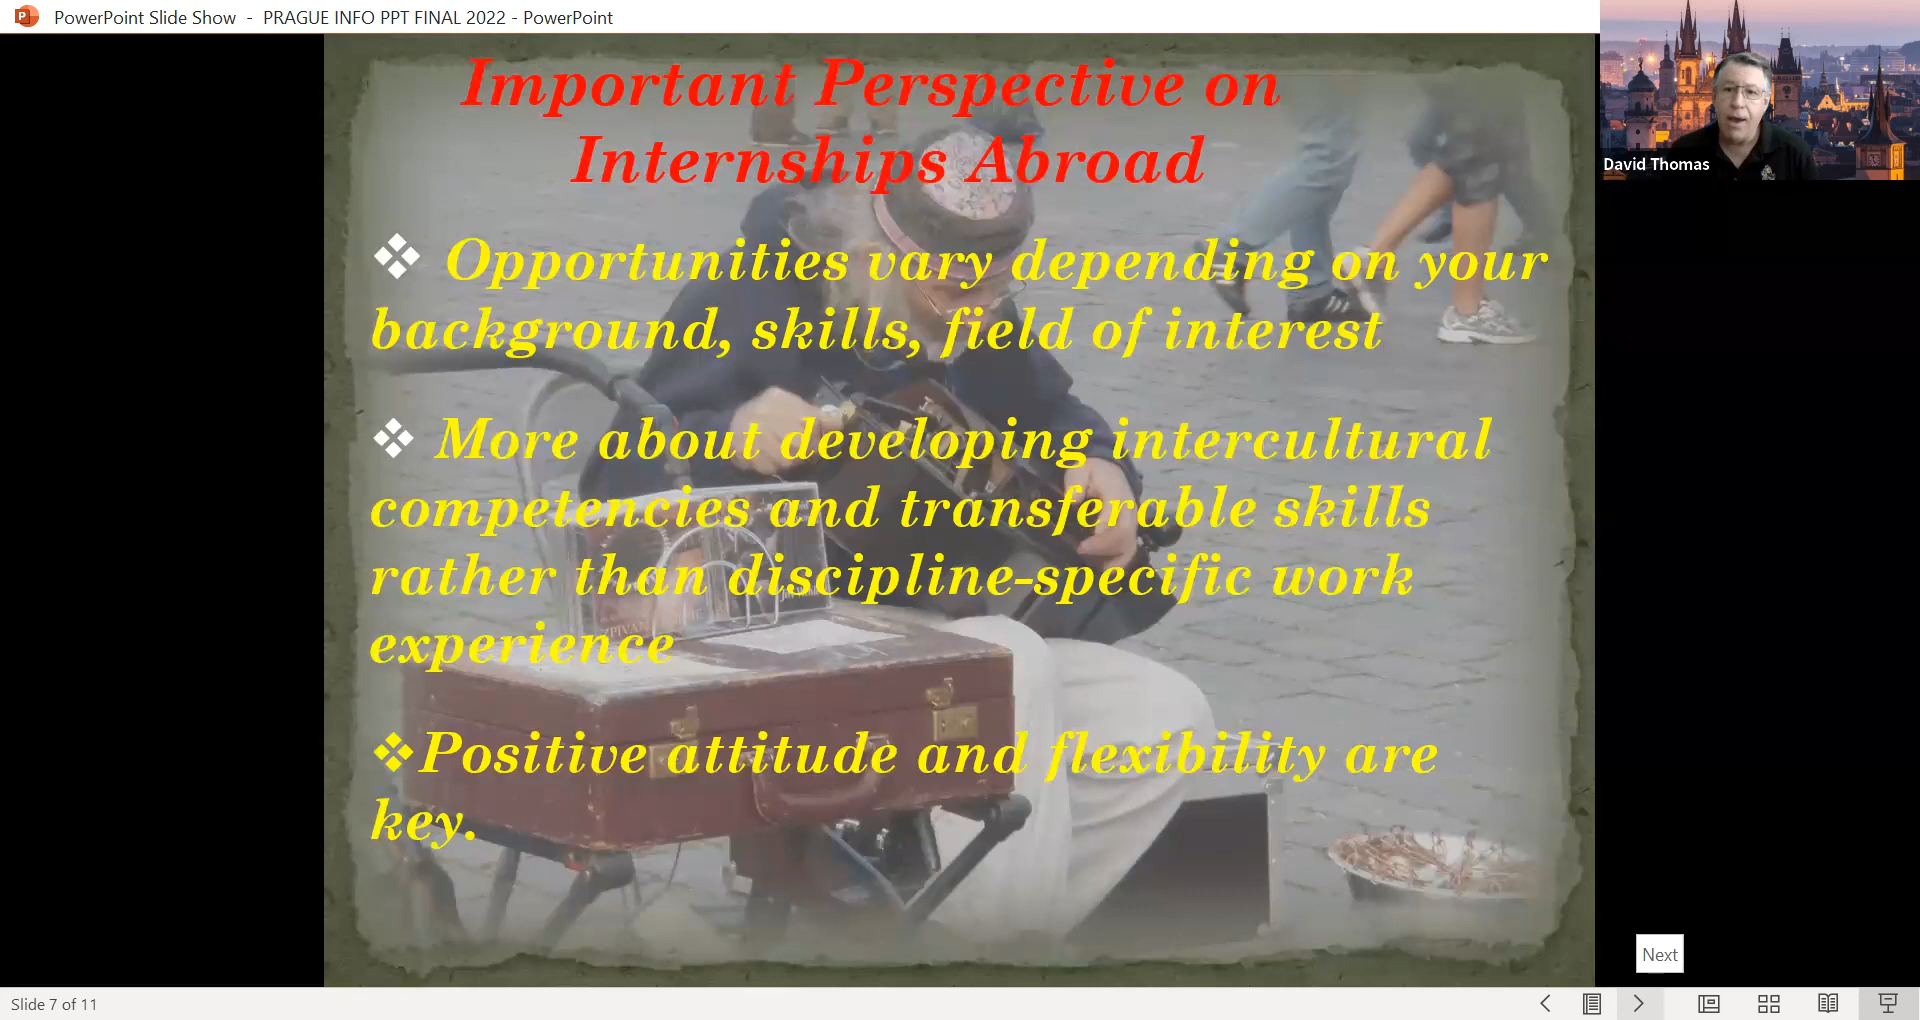 PowerPoint Slide Show - PRAGUE INFO PPT FINAL 2022 - PowerPoint
David Thomas
Important Perspective on
Internships Abroad
❖ Opportunities vary depending on your
background, skills, field of interest
❖ More about developing intercultural
competencies and transferable skills
rather than discipline-specific work
experience
❖Positive attitude and flexibility are
key.
Next
Slide 7 of 11